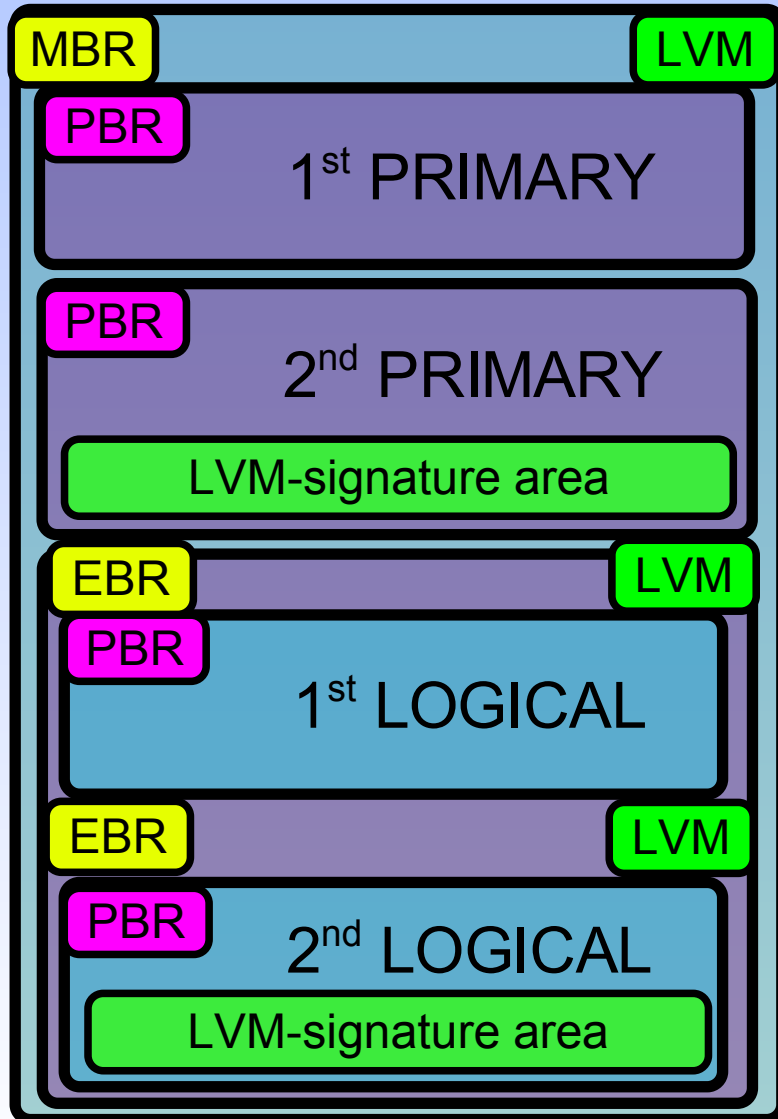 MBR LVM
PBR
1st PRIMARY
PBR
2nd PRIMARY
LVM-signature area
EBR LVM
PBR
1st LOGICAL
EBR LVM
PBR
2nd LOGICAL
LVM-signature area